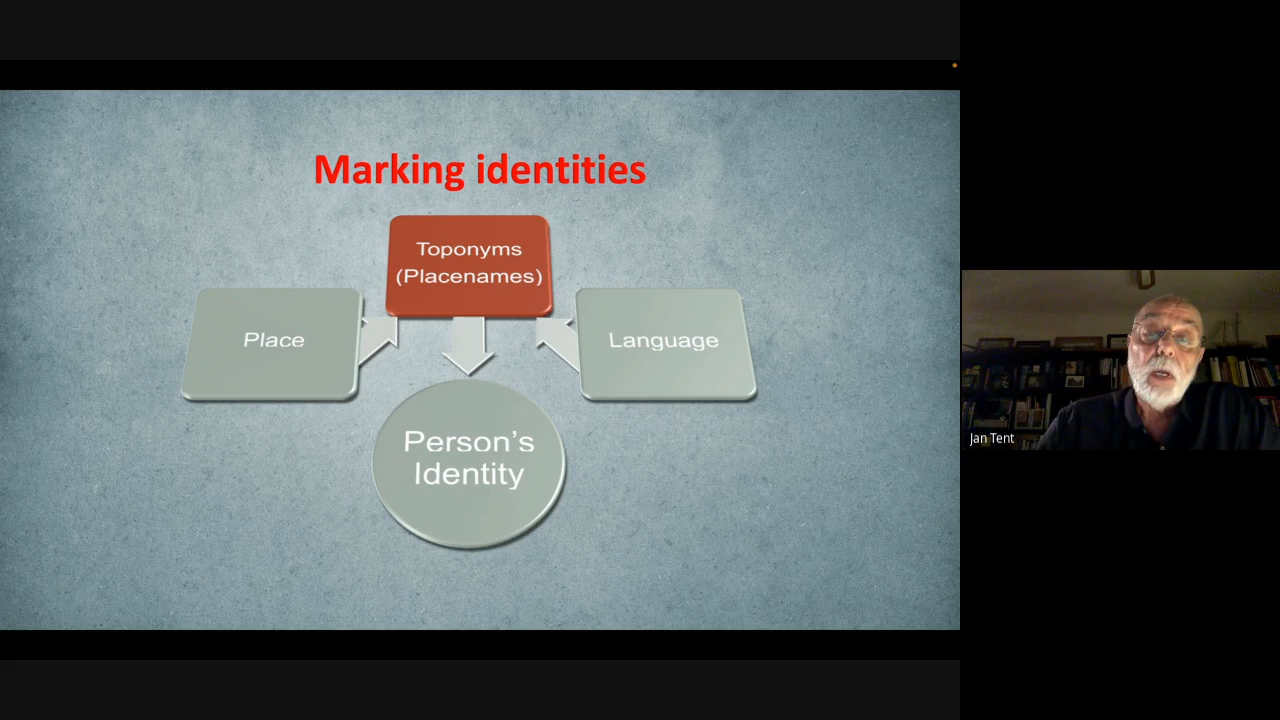 Marking identities
Toponyms
(Placenames)
Place
Language
Person’s
Identity
Jan Tent